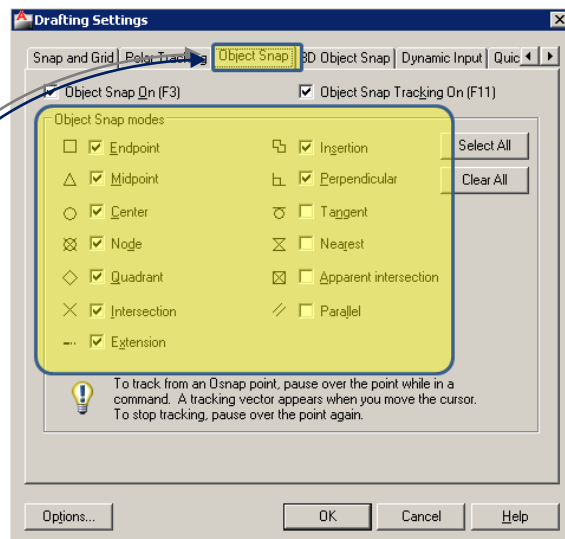 Drafting Settings
Snap and Grid Polar Tracking Object Snap 3D Object Snap Dynamic Input Quic
Object Snap On (F3) Object Snap Tracking On (F11)
Object Snap modes
Endpoint Insertion Select All
Midpoint Perpendicular Clear All
Center Tangent
Node Nearest
Quadrant Apparent intersection
Intersection Parallel
Extension
To track from an Osnap point, pause over the point while in a
command. A tracking vector appears when you move the cursor.
To stop tracking, pause over the point again.
Options... OK Cancel Help